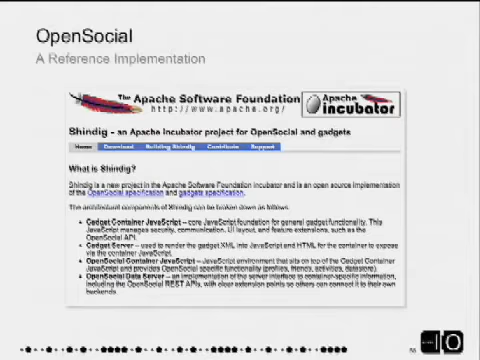 OpenSocial
A Reference Implementation
The Apache Software Foundation
http://www.apache.org/
Apache
incubator
Shindig - an Apache Incubator project for OpenSocial and gadgets
Home Download Building Shindig Contribute Support
What is Shindig?
Shindig is a new project in the Apache Software Foundation incubator and is an open source implementation
of the OpenSocial specification and gadgets specification.
The architectural components of Shindig can be broken down as follows:
• Gadget Container JavaScript -- core JavaScript foundation for general gadget functionality. This
JavaScript manages security, communication, UI layout, and feature extensions, such as the
OpenSocial API.
• Gadget Server -- used to render the gadget XML into JavaScript and HTML for the container to expose
via the container JavaScript.
• OpenSocial Container JavaScript -- JavaScript environment that sits on top of the Gadget Container
JavaScript and provides OpenSocial specific functionality (profiles, friends, activities, datastore).
• OpenSocial Data Server -- an implementation of the server interface to container-specific information,
including the OpenSocial REST APIs, with clear extension points so others can connect it to their own
backends.
IO